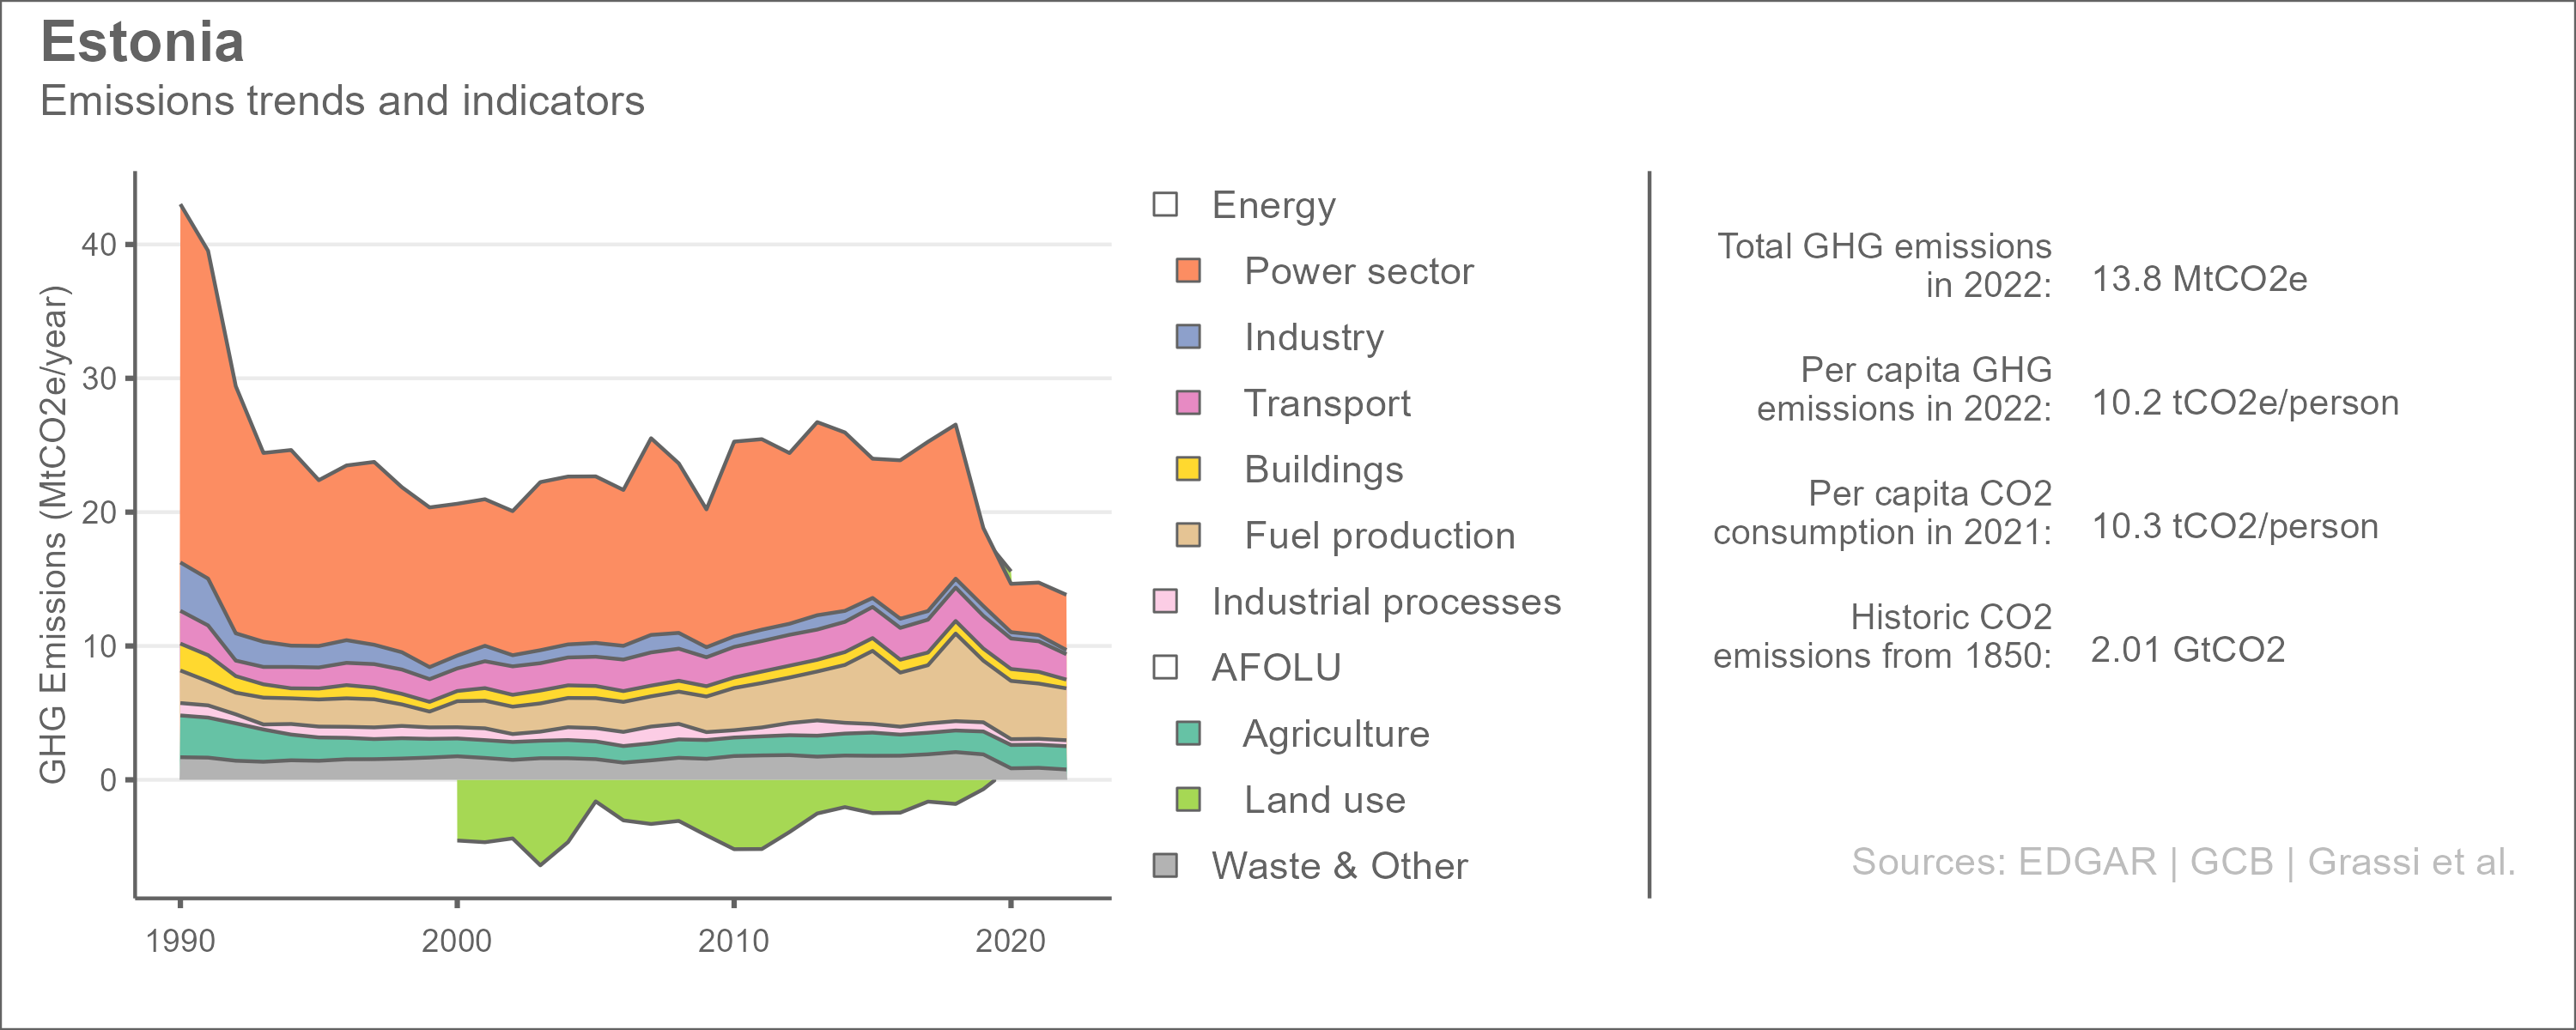 Estonia
Emissions trends and indicators
GHG Emissions (MtCO2e/year)
40
30
20
10
0
1990
2000
2010
2020
Energy
Power sector
Industry
Transport
Buildings
Fuel production
Industrial processes
AFOLU
Agriculture
Land use
Waste & Other
Total GHG emissions
in 2022:
13.8 MtCO2e
Per capita GHG
emissions in 2022:
10.2 tCO2e/person
Per capita CO2
consumption in 2021:
10.3 tCO2/person
Historic CO2
emissions from 1850:
2.01 GtCO2
Sources: EDGAR | GCB | Grassi et al.